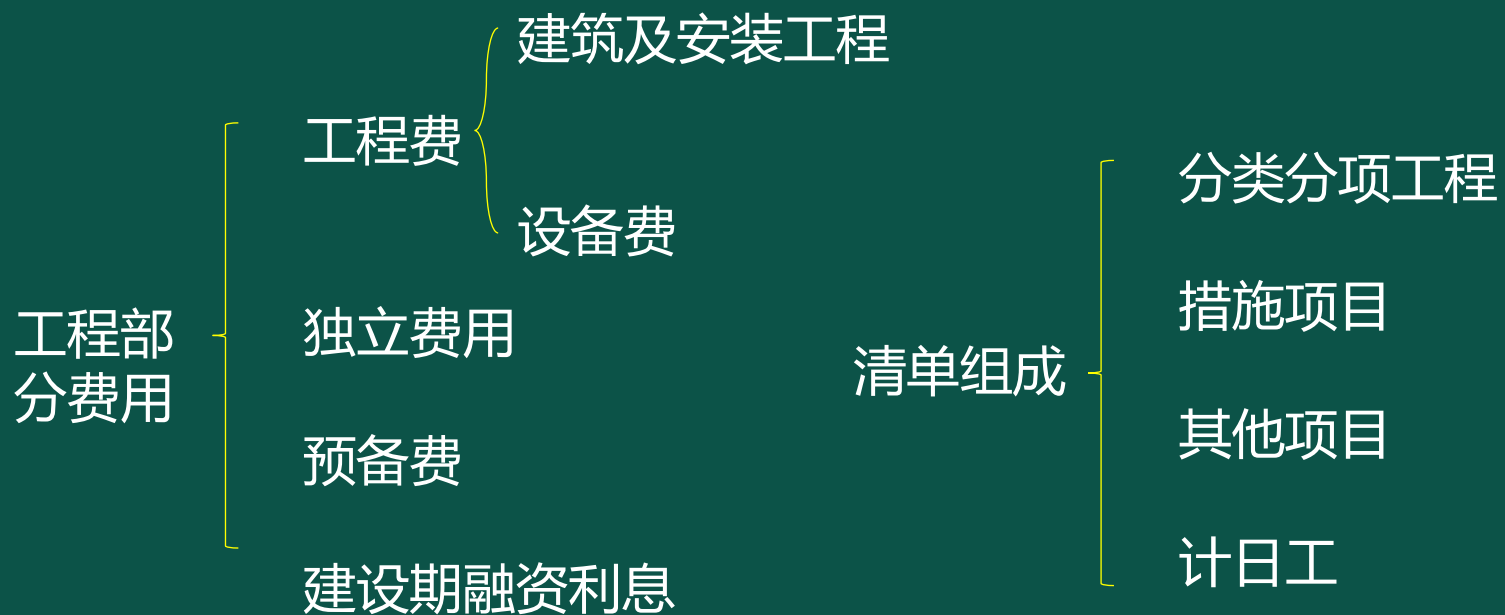 建筑及安装工程
工程费
设备费
工程部
分费用
独立费用
预备费
建设期融资利息
清单组成
分类分项工程
措施项目
其他项目
计日工